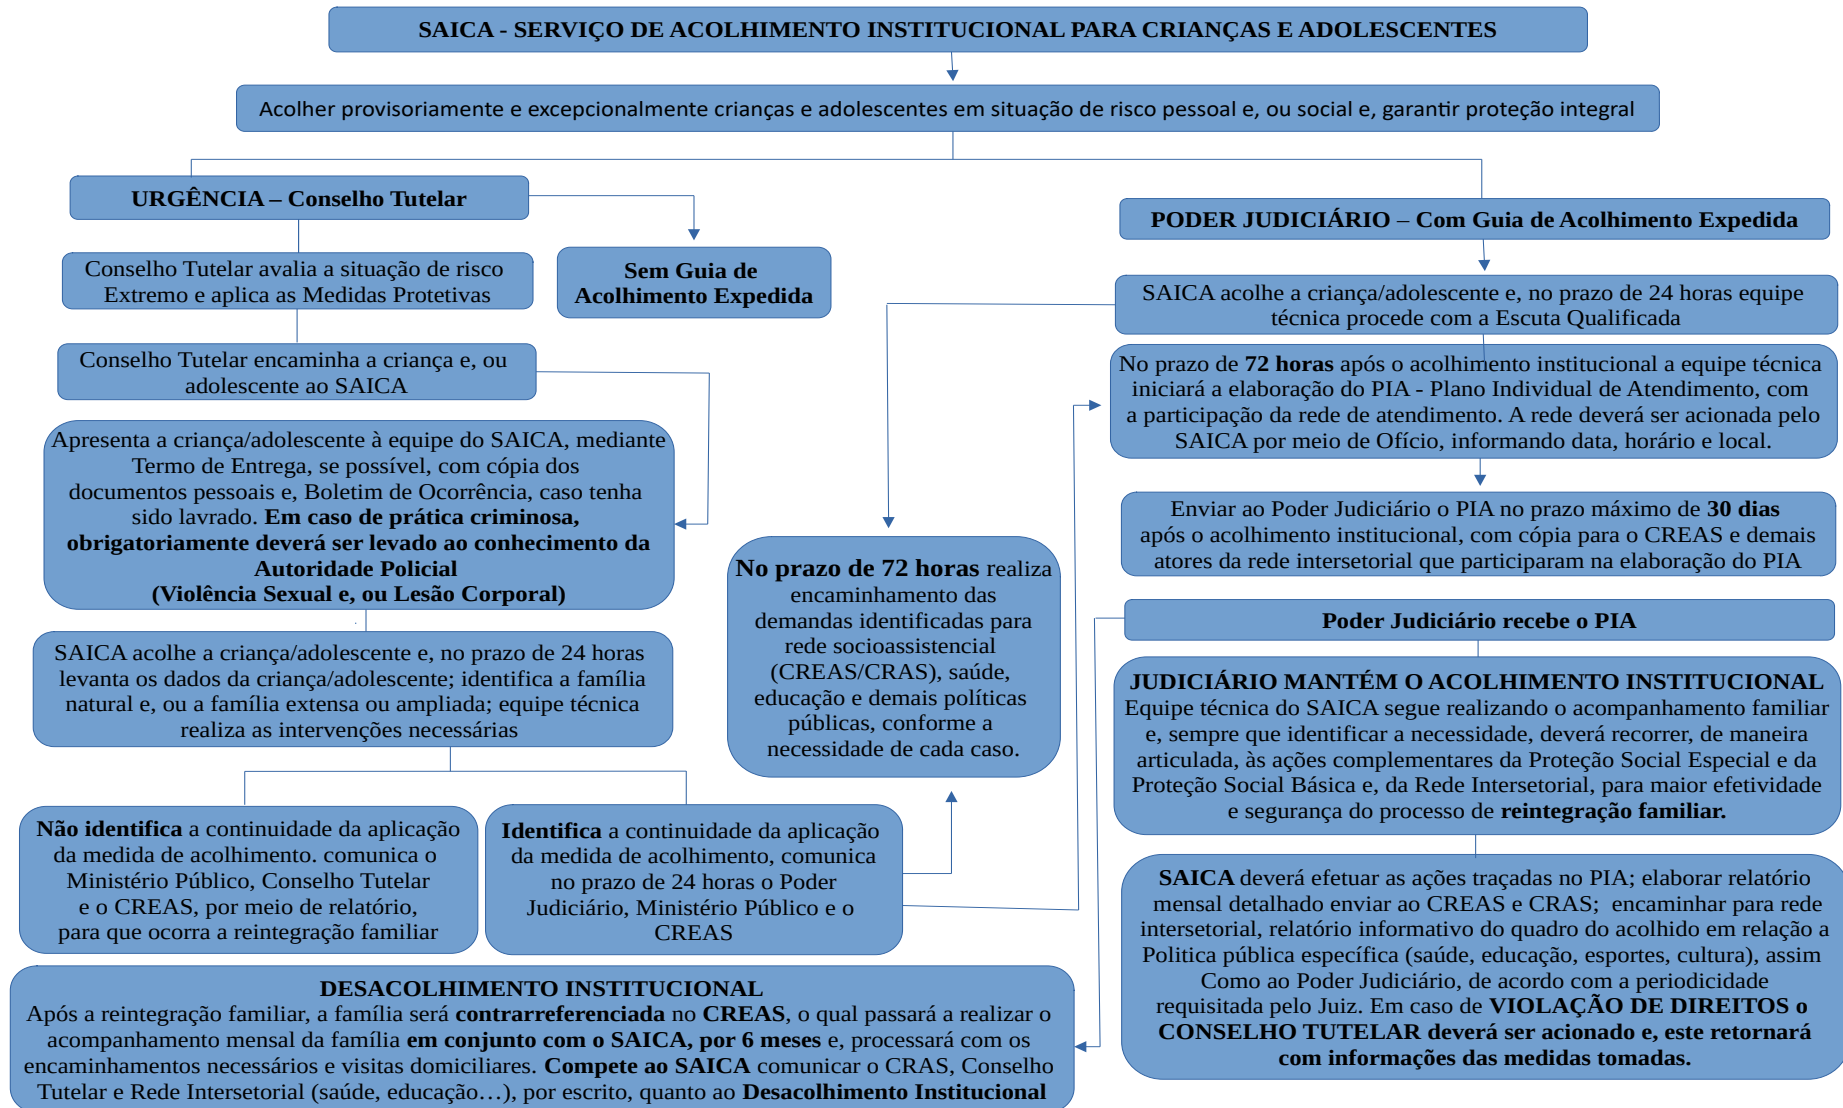 SAICA - SERVIÇO DE ACOLHIMENTO INSTITUCIONAL PARA CRIANÇAS E ADOLESCENTES
Acolher provisoriamente e excepcionalmente crianças e adolescentes em situação de risco pessoal e, ou social e, garantir proteção integral
URGÊNCIA – Conselho Tutelar
Sem Guia de
Acolhimento Expedida
Conselho Tutelar avalia a situação de risco
Extremo e aplica as Medidas Protetivas
Conselho Tutelar encaminha a criança e, ou
adolescente ao SAICA
Apresenta a criança/adolescente à equipe do SAICA, mediante
Termo de Entrega, se possível, com cópia dos
documentos pessoais e, Boletim de Ocorrência, caso tenha
sido lavrado. Em caso de prática criminosa,
obrigatoriamente deverá ser levado ao conhecimento da
Autoridade Policial
(Violência Sexual e, ou Lesão Corporal)
SAICA acolhe a criança/adolescente e, no prazo de 24 horas
levanta os dados da criança/adolescente; identifica a família
natural e, ou a família extensa ou ampliada; equipe técnica
realiza as intervenções necessárias
Não identifica a continuidade da aplicação
da medida de acolhimento. comunica o
Ministério Público, Conselho Tutelar
e o CREAS, por meio de relatório,
para que ocorra a reintegração familiar
Identifica a continuidade da aplicação
da medida de acolhimento, comunica
no prazo de 24 horas o Poder
Judiciário, Ministério Público e o
CREAS
No prazo de 72 horas realiza
encaminhamento das
demandas identificadas para
rede socioassistencial
(CREAS/CRAS), saúde,
educação e demais políticas
públicas, conforme a
necessidade de cada caso.
PODER JUDICIÁRIO – Com Guia de Acolhimento Expedida
SAICA acolhe a criança/adolescente e, no prazo de 24 horas equipe
técnica procede com a Escuta Qualificada
No prazo de 72 horas após o acolhimento institucional a equipe técnica
iniciará a elaboração do PIA - Plano Individual de Atendimento, com
a participação da rede de atendimento. A rede deverá ser acionada pelo
SAICA por meio de Ofício, informando data, horário e local.
Enviar ao Poder Judiciário o PIA no prazo máximo de 30 dias
após o acolhimento institucional, com cópia para o CREAS e demais
atores da rede intersetorial que participaram na elaboração do PIA
Poder Judiciário recebe o PIA
JUDICIÁRIO MANTÉM O ACOLHIMENTO INSTITUCIONAL
Equipe técnica do SAICA segue realizando o acompanhamento familiar
e, sempre que identificar a necessidade, deverá recorrer, de maneira
articulada, às ações complementares da Proteção Social Especial e da
Proteção Social Básica e, da Rede Intersetorial, para maior efetividade
e segurança do processo de reintegração familiar.
SAICA deverá efetuar as ações traçadas no PIA; elaborar relatório
mensal detalhado enviar ao CREAS e CRAS; encaminhar para rede
intersetorial, relatório informativo do quadro do acolhido em relação a
Politica pública específica (saúde, educação, esportes, cultura), assim
Como ao Poder Judiciário, de acordo com a periodicidade
requisitada pelo Juiz. Em caso de VIOLAÇÃO DE DIREITOS o
CONSELHO TUTELAR deverá ser acionado e, este retornará
com informações das medidas tomadas.
DESACOLHIMENTO INSTITUCIONAL
Após a reintegração familiar, a família será contrarreferenciada no CREAS, o qual passará a realizar o
acompanhamento mensal da família em conjunto com o SAICA, por 6 meses e, processará com os
encaminhamentos necessários e visitas domiciliares. Compete ao SAICA comunicar o CRAS, Conselho
Tutelar e Rede Intersetorial (saúde, educação…), por escrito, quanto ao Desacolhimento Institucional